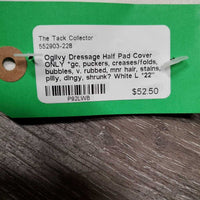 The Tack Collector
552903-228
Ogilvy Dressage Half Pad Cover
ONLY *gc, puckers, creases/folds,
bubbles, v. rubbed, mnr hair, stains,
pilly, dingy, shrunk? White L "22"
$52.50
P92LWB